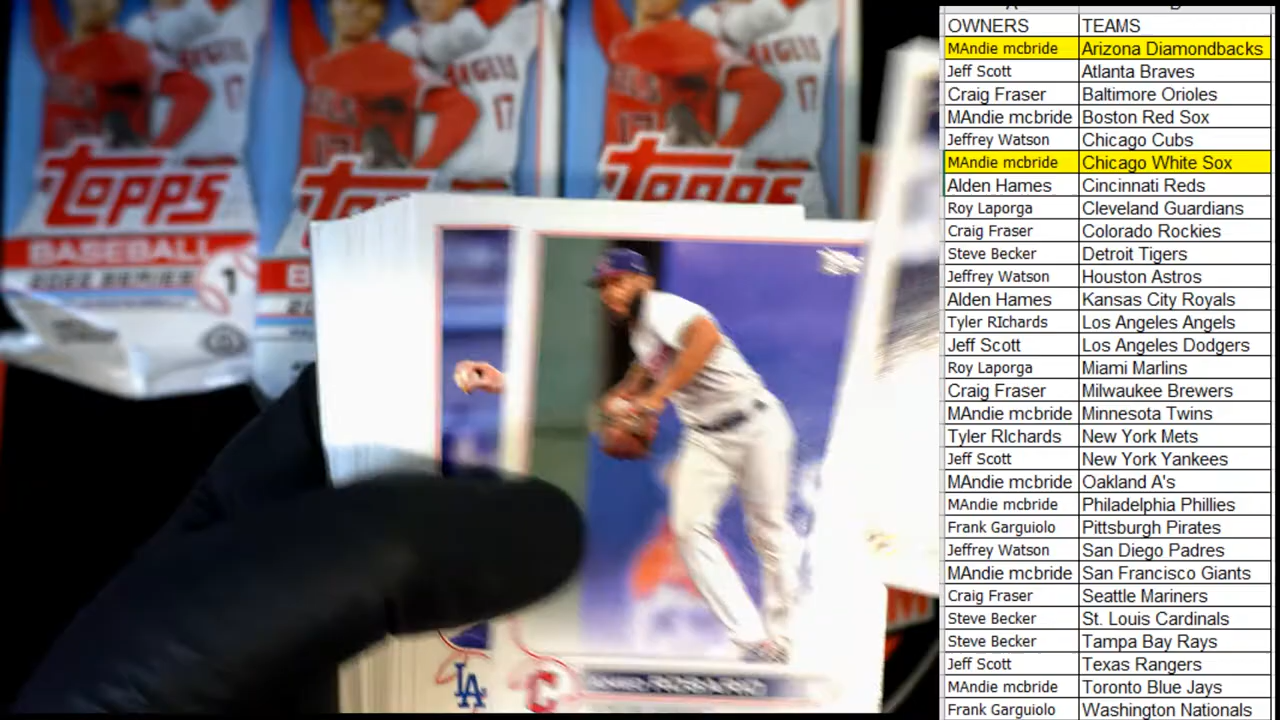 OWNERS TEAMS
MAndie mcbride Arizona Diamondbacks
Jeff Scott Atlanta Braves
Craig Fraser Baltimore Orioles
MAndie mcbride Boston Red Sox
Jeffrey Watson Chicago Cubs
MAndie mcbride Chicago White Sox
Alden Hames Cincinnati Reds
Roy Laporga Cleveland Guardians
Craig Fraser Colorado Rockies
Steve Becker Detroit Tigers
Jeffrey Watson Houston Astros
Alden Hames Kansas City Royals
Tyler RIchards Los Angeles Angels
Jeff Scott Los Angeles Dodgers
Roy Laporga Miami Marlins
Craig Fraser Milwaukee Brewers
MAndie mcbride Minnesota Twins
Tyler RIchards New York Mets
Jeff Scott New York Yankees
MAndie mcbride Oakland A's
MAndie mcbride Philadelphia Phillies
Frank Garguiolo Pittsburgh Pirates
Jeffrey Watson San Diego Padres
MAndie mcbride San Francisco Giants
Craig Fraser Seattle Mariners
Steve Becker St. Louis Cardinals
Steve Becker Tampa Bay Rays
Jeff Scott Texas Rangers
MAndie mcbride Toronto Blue Jays
Frank Garguiolo Washington Nationals
17
17
TOPPS
TOPPS
TOPPS
BASEBALL
2022 SERIES 1
LA
C